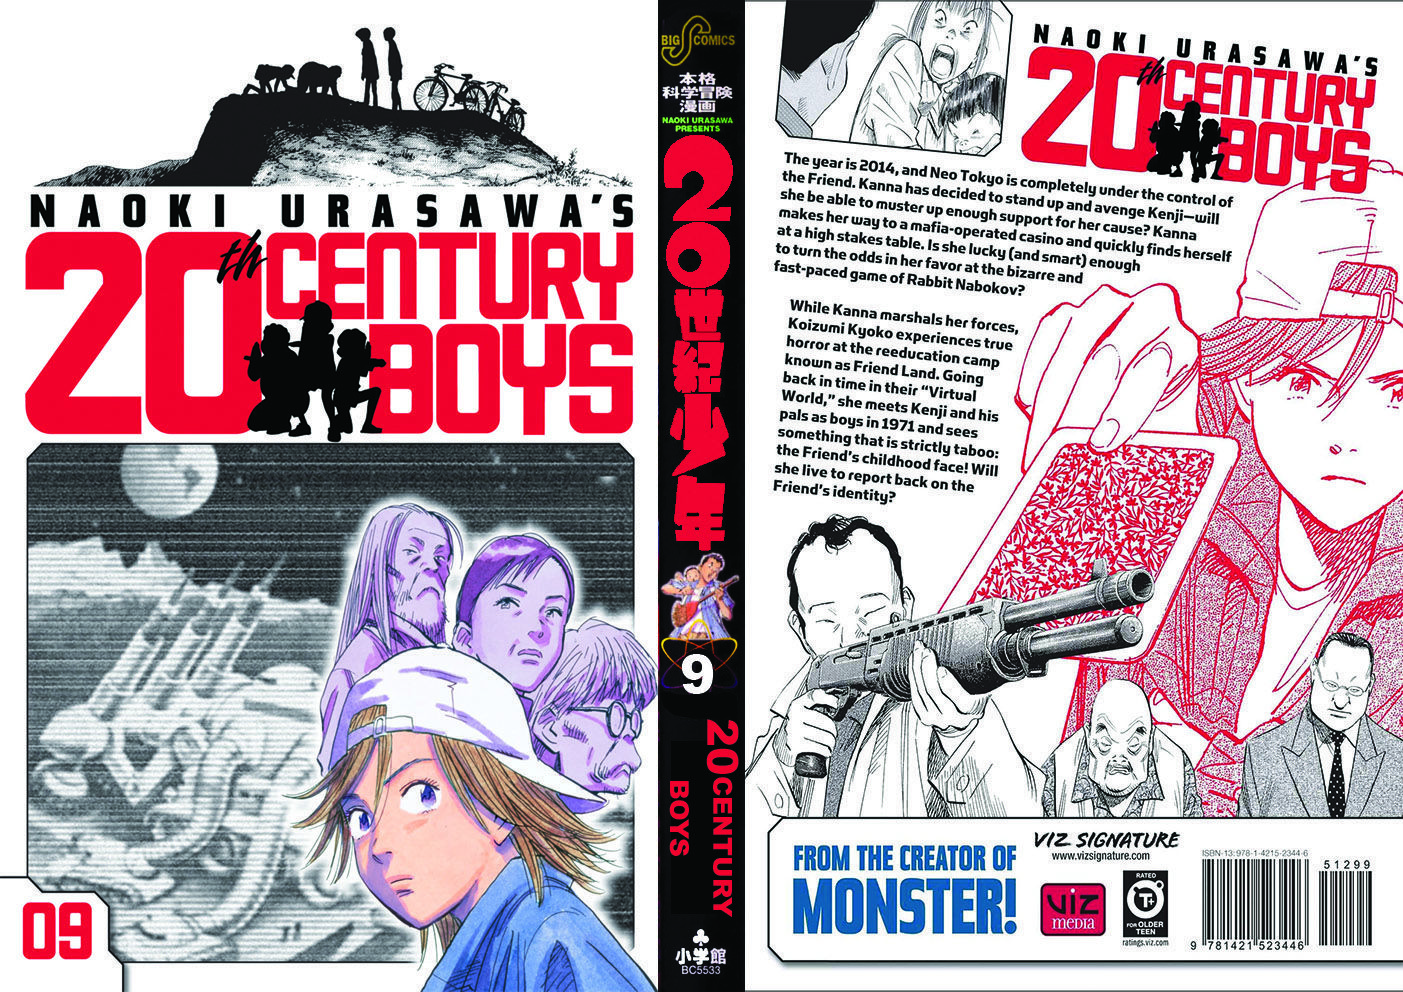 NAOKI URASAWA'S
20th CENTURY
BOYS
09
BIG S COMICS
本格
科学冒険
漫画
NAOKI URASAWA
PRESENTS
20世紀少年
9
20CENTURY
BOYS
小学館
BC5533
NAOKI URASAWA'S
20th CENTURY
BOYS
The year is 2014, and Neo Tokyo is completely under the control of
the Friend. Kanna has decided to stand up and avenge Kenji—will
she be able to muster up enough support for her cause? Kanna
makes her way to a mafia-operated casino and quickly finds herself
at a high stakes table. Is she lucky (and smart) enough
to turn the odds in her favor at the bizarre and
fast-paced game of Rabbit Nabokov?
While Kanna marshals her forces,
Koizumi Kyoko experiences true
horror at the reeducation camp
known as Friend Land. Going
back in time in their “Virtual
World,” she meets Kenji and his
pals as boys in 1971 and sees
something that is strictly taboo:
the Friend's childhood face! Will
she live to report back on the
Friend's identity?
FROM THE CREATOR OF
MONSTER!
VIZ SIGNATURE
www.vizsignature.com
VIZ
media
RATED
T+
FOR OLDER
TEEN
ratings.viz.com
ISBN-13: 978-1-4215-2344-6
51299
9 781421 523446